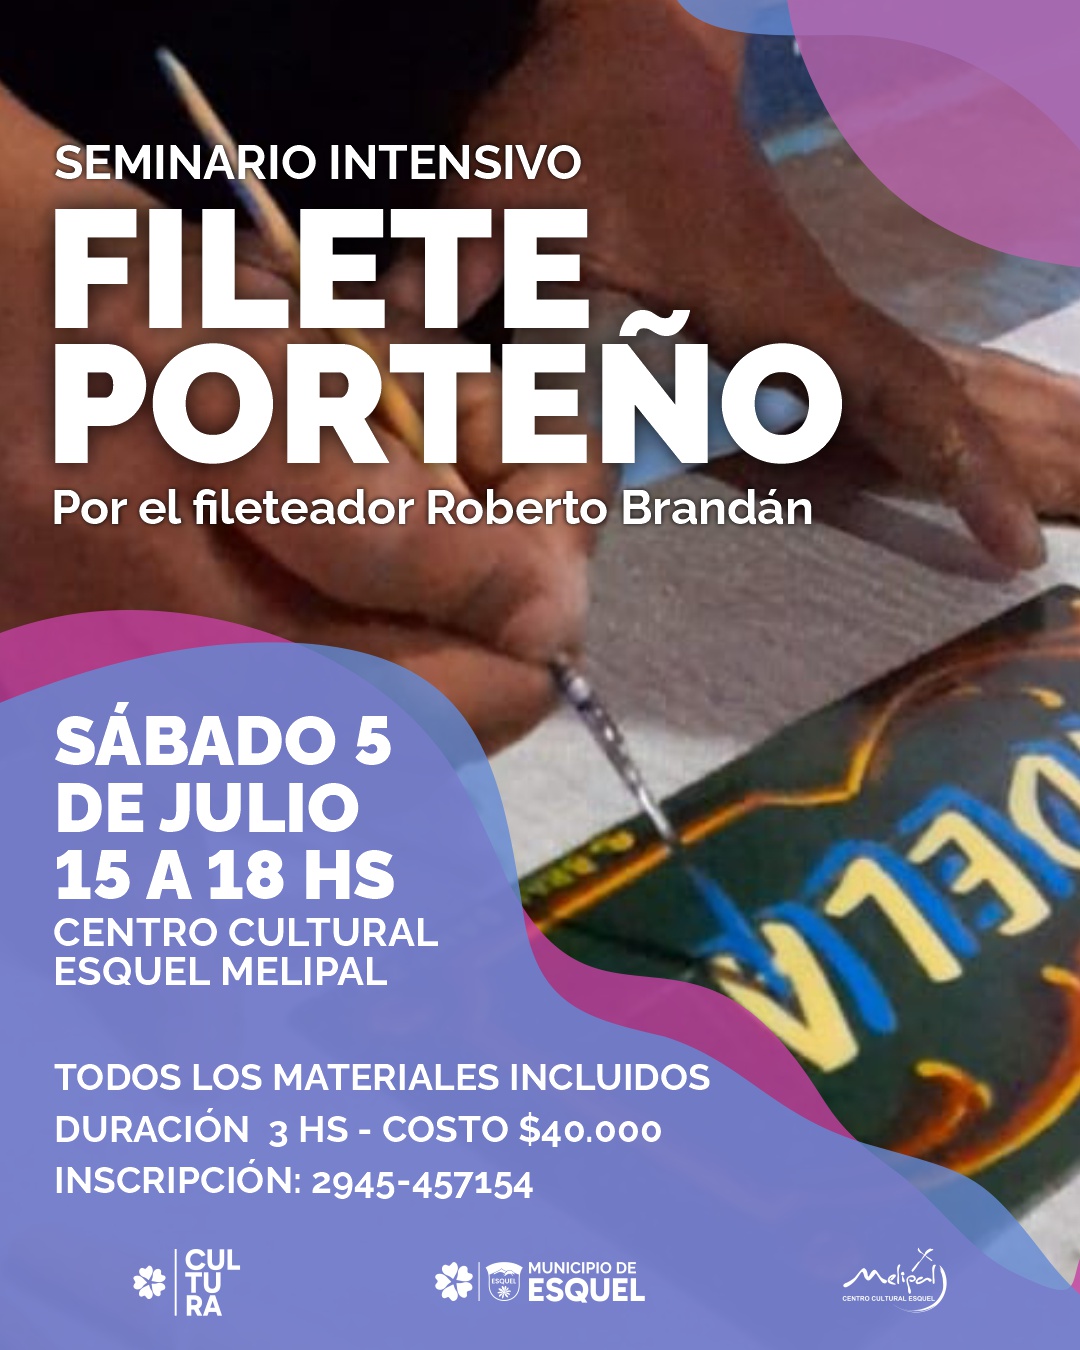 SEMINARIO INTENSIVO
FILETE
PORTEÑO
Por el fileteador Roberto Brandán
SÁBADO 5
DE JULIO
15 A 18 HS
CENTRO CULTURAL
ESQUEL MELIPAL
TODOS LOS MATERIALES INCLUIDOS
DURACIÓN 3 HS - COSTO $40.000
INSCRIPCIÓN: 2945-457154
CUL
TU
RA
ESQUEL
MUNICIPIO DE
ESQUEL
Melipal
CENTRO CULTURAL ESQUEL